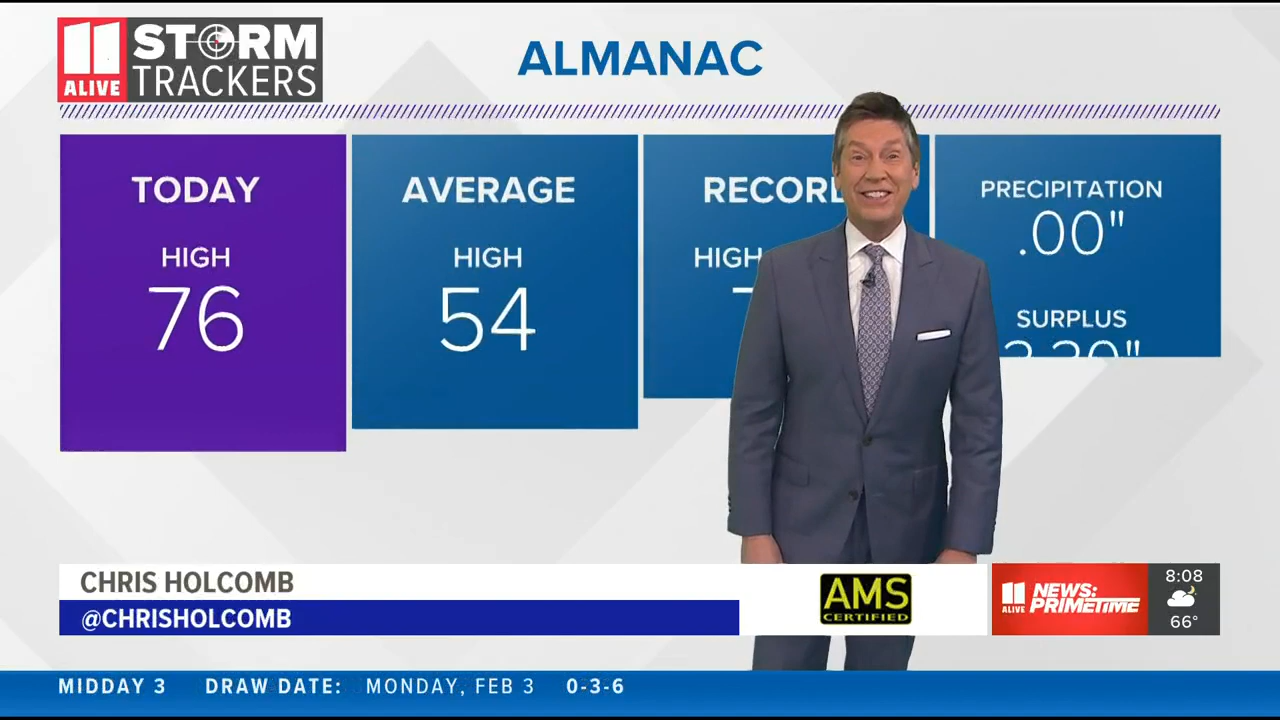 11 ALIVE
STORM TRACKERS
ALMANAC
TODAY
HIGH
76
AVERAGE
HIGH
54
HIGH
PRECIPITATION
.00"
SURPLUS
CHRIS HOLCOMB
@CHRISHOLCOMB
AMS
CERTIFIED
11 ALIVE
NEWS:
PRIMETIME
8:08
66°
MIDDAY 3 DRAW DATE: MONDAY, FEB 3 0-3-6